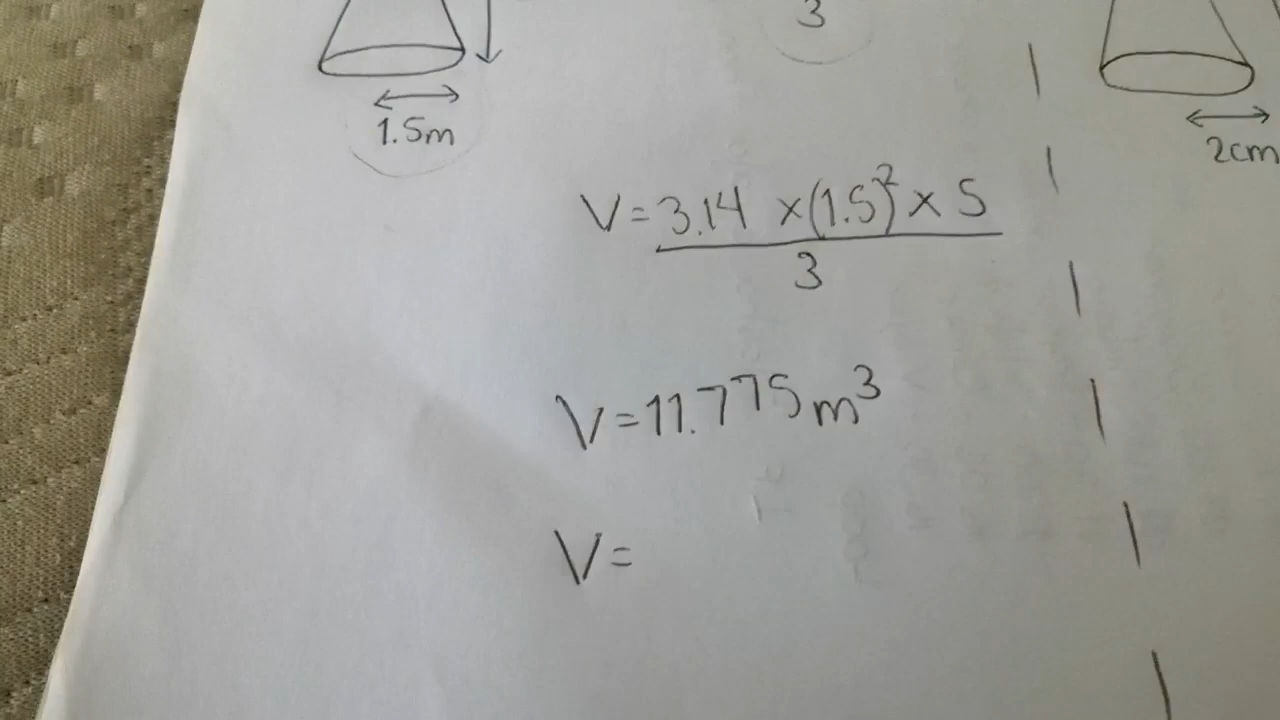 3
1.5m
2cm
V = 3.14 × (1.5)² × 5
3
V = 11.775 m³
V =